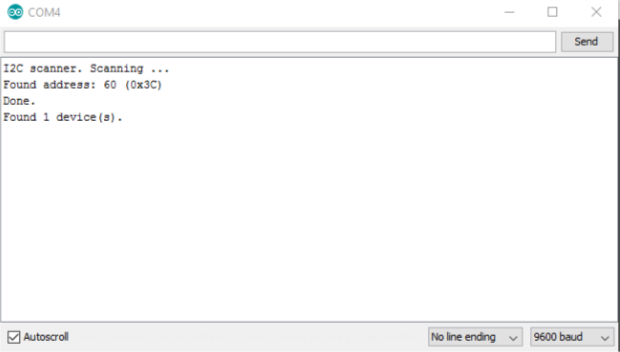 COM4
Send
I2C scanner. Scanning ...
Found address: 60 (0x3C)
Done.
Found 1 device(s).
Autoscroll
No line ending
9600 baud